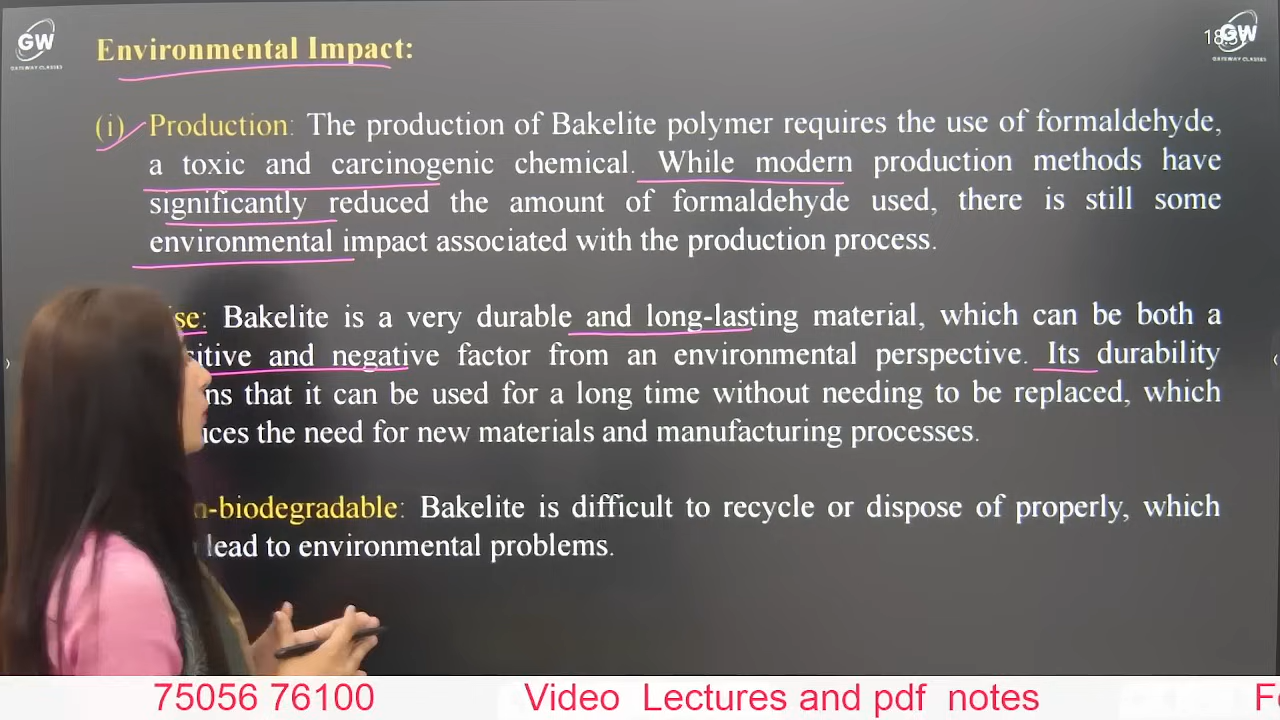 GW
GATEWAY CLASSES
Environmental Impact:
GW
GATEWAY CLASSES
(i) Production: The production of Bakelite polymer requires the use of formaldehyde,
a toxic and carcinogenic chemical. While modern production methods have
significantly reduced the amount of formaldehyde used, there is still some
environmental impact associated with the production process.
Bakelite is a very durable and long-lasting material, which can be both a
and negative factor from an environmental perspective. Its durability
that it can be used for a long time without needing to be replaced, which
the need for new materials and manufacturing processes.
-biodegradable: Bakelite is difficult to recycle or dispose of properly, which
lead to environmental problems.
75056 76100 Video Lectures and pdf notes